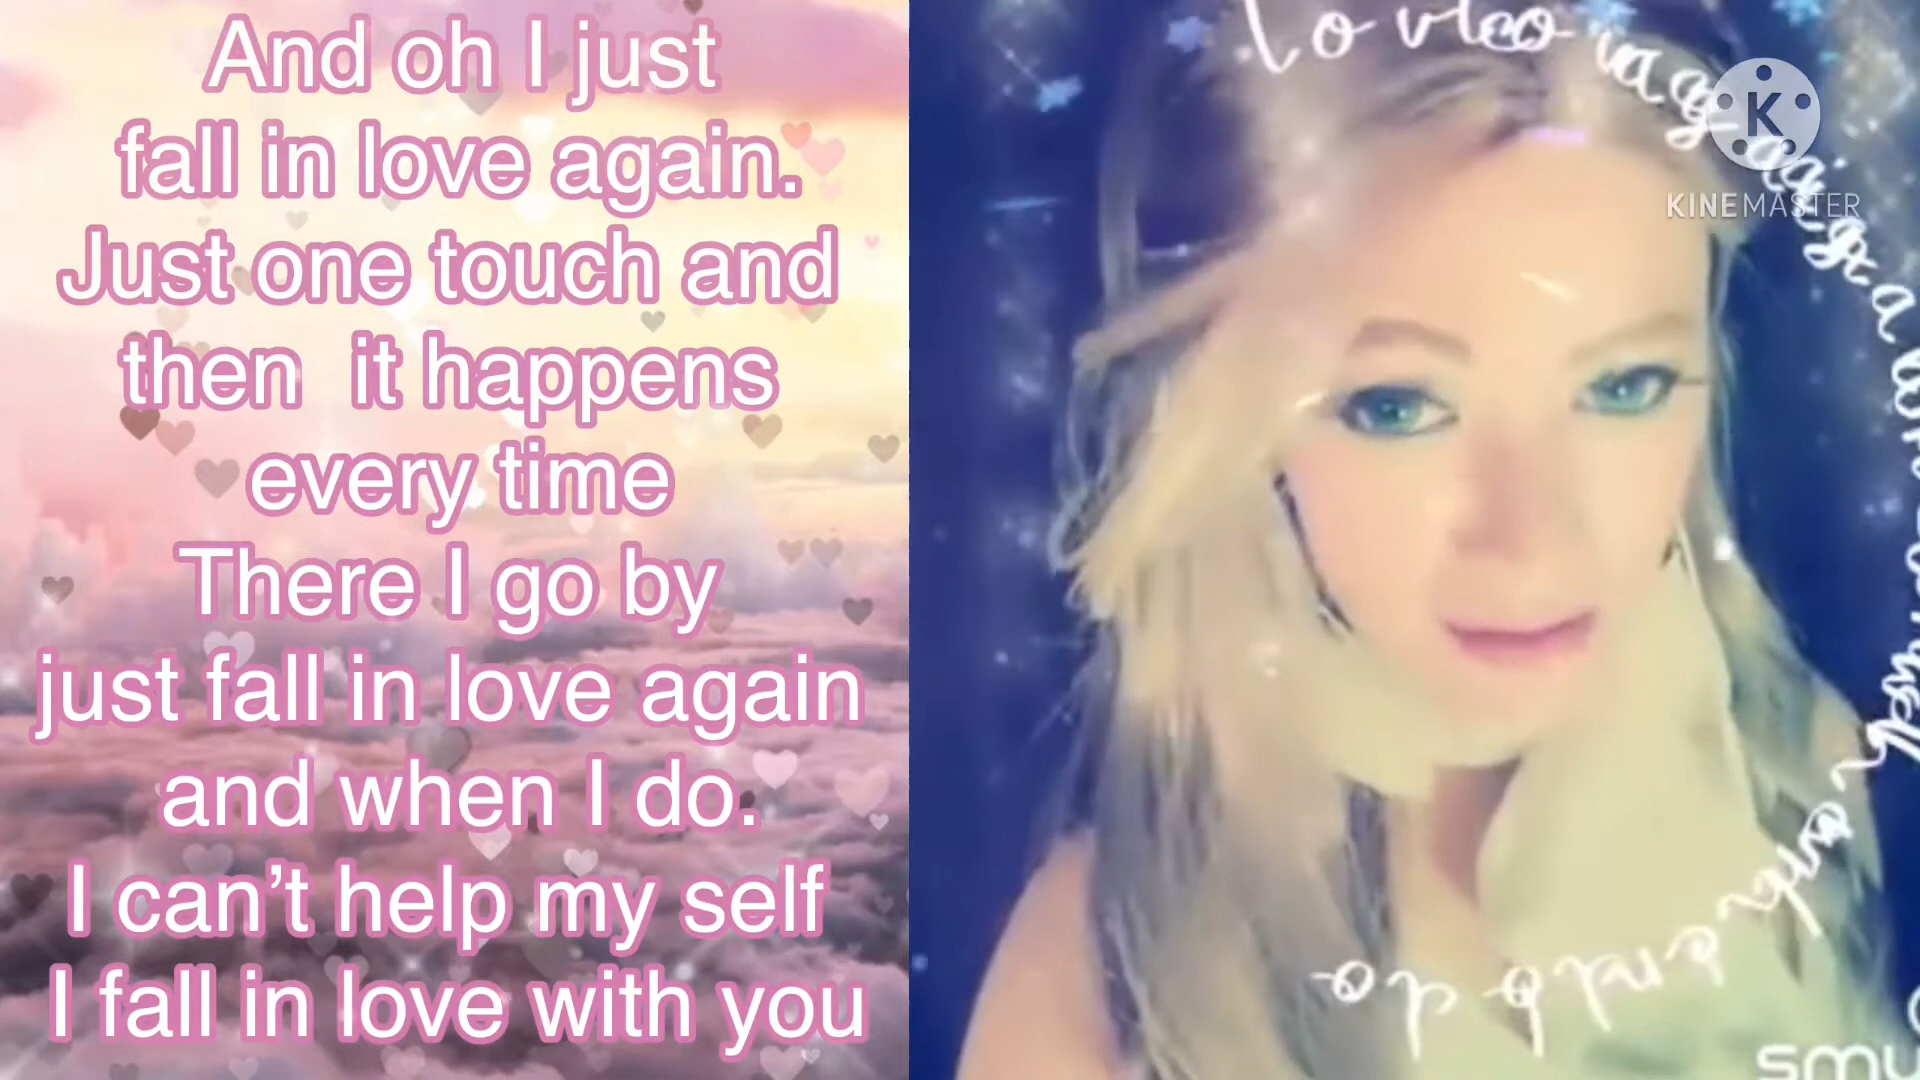 And oh I just
fall in love again.
Just one touch and
then it happens
every time
There I go by
just fall in love again
and when I do.
I can’t help my self
I fall in love with you
K
KINEMASTER